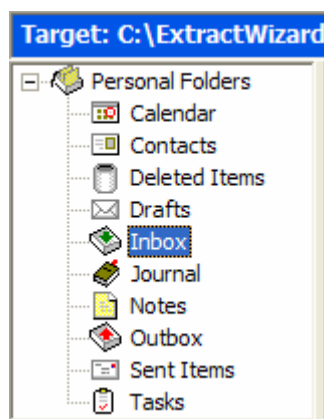 Target: C:\ExtractWizard
Personal Folders
Calendar
Contacts
Deleted Items
Drafts
Inbox
Journal
Notes
Outbox
Sent Items
Tasks